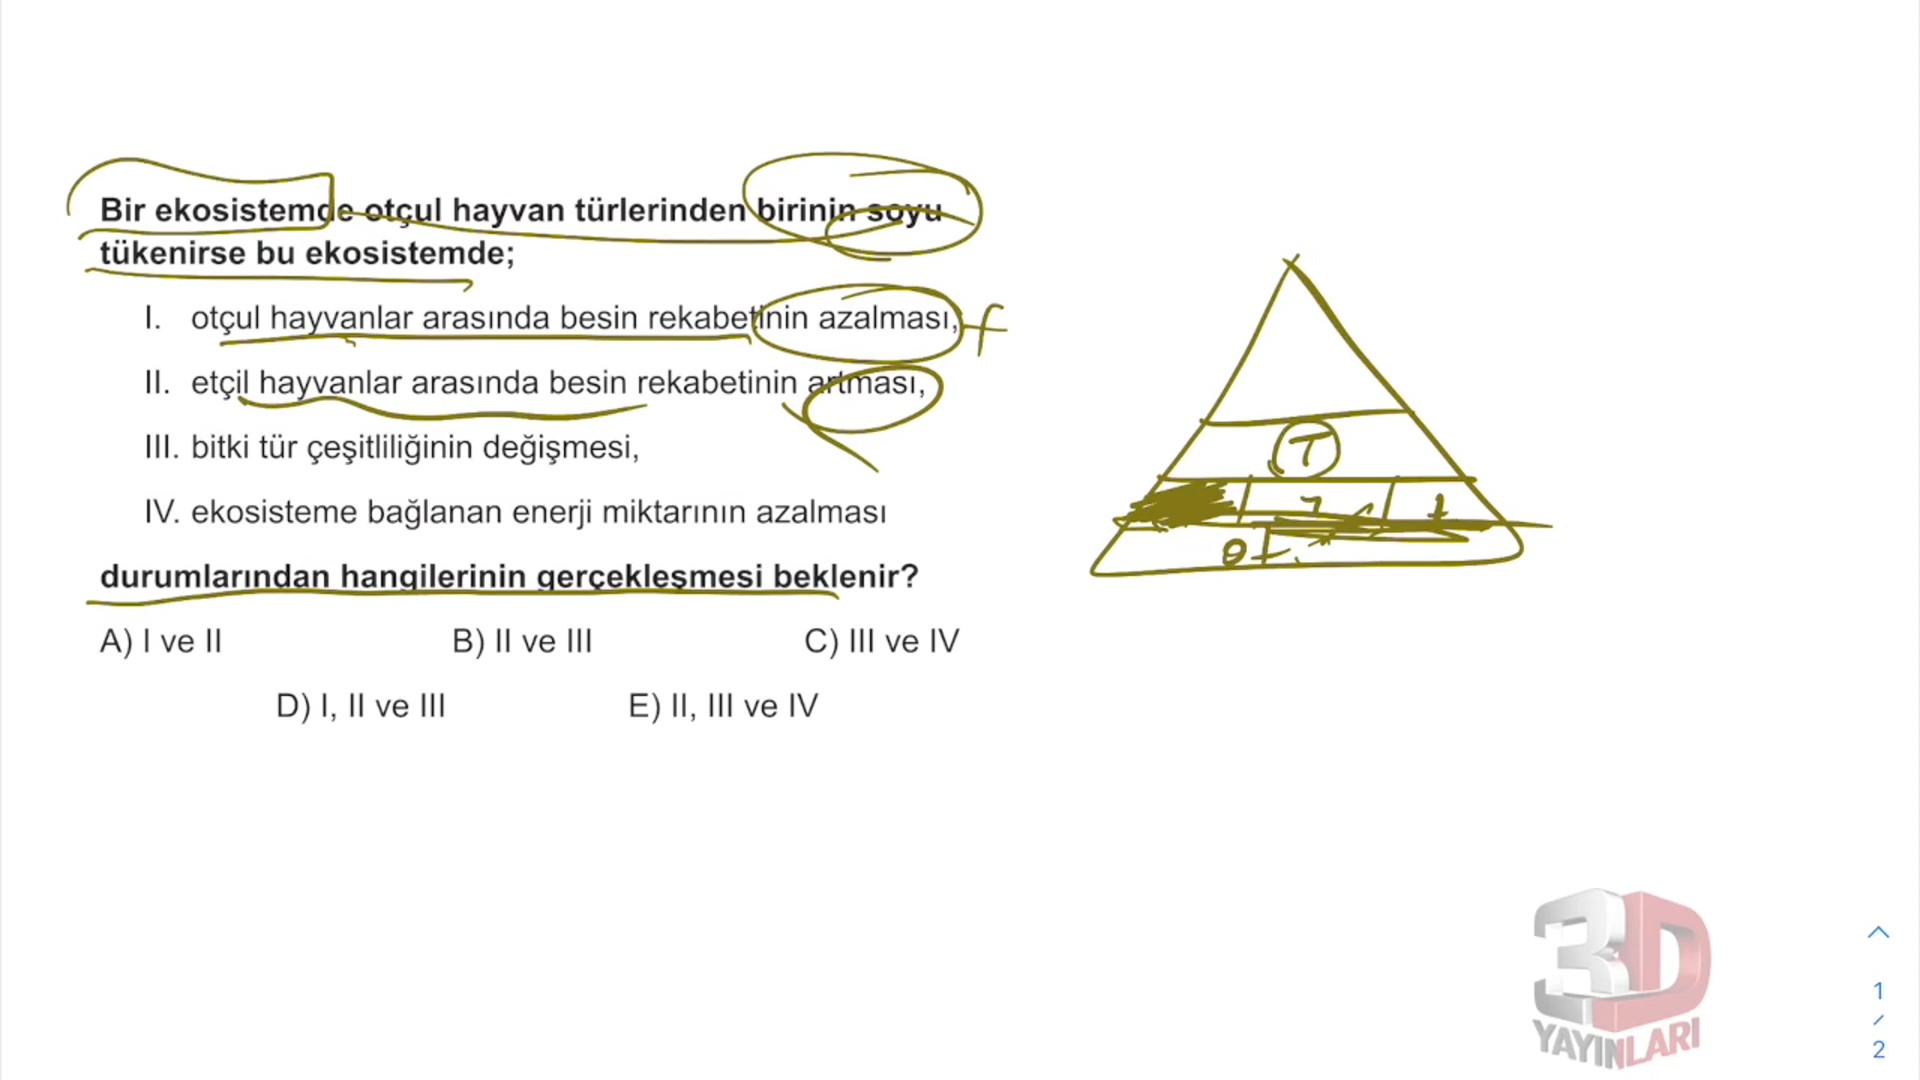 Bir ekosistemde otçul hayvan türlerinden birinin soyu
tükenirse bu ekosistemde;
I. otçul hayvanlar arasında besin rekabetinin azalması,
II. etçil hayvanlar arasında besin rekabetinin artması,
III. bitki tür çeşitliliğinin değişmesi,
IV. ekosisteme bağlanan enerji miktarının azalması
durumlarından hangilerinin gerçekleşmesi beklenir?
A) I ve II B) II ve III C) III ve IV
D) I, II ve III E) II, III ve IV
T
3D
YAYINLARI
1
/
2